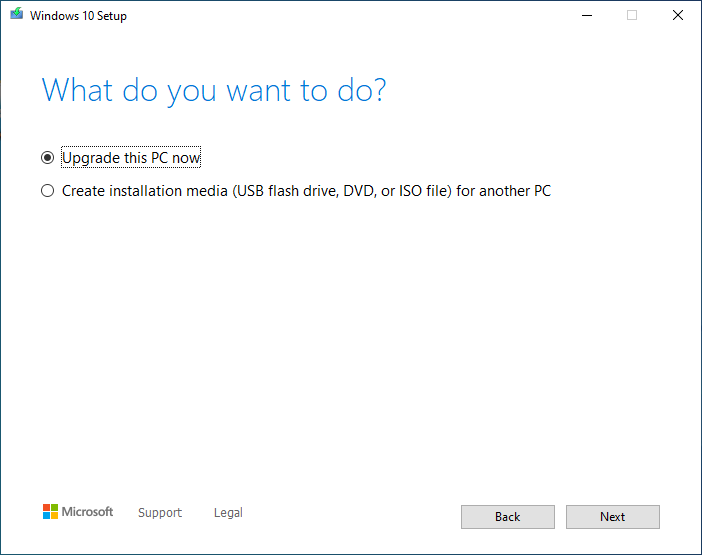 Windows 10 Setup
What do you want to do?
Upgrade this PC now
Create installation media (USB flash drive, DVD, or ISO file) for another PC
Microsoft Support Legal Back Next